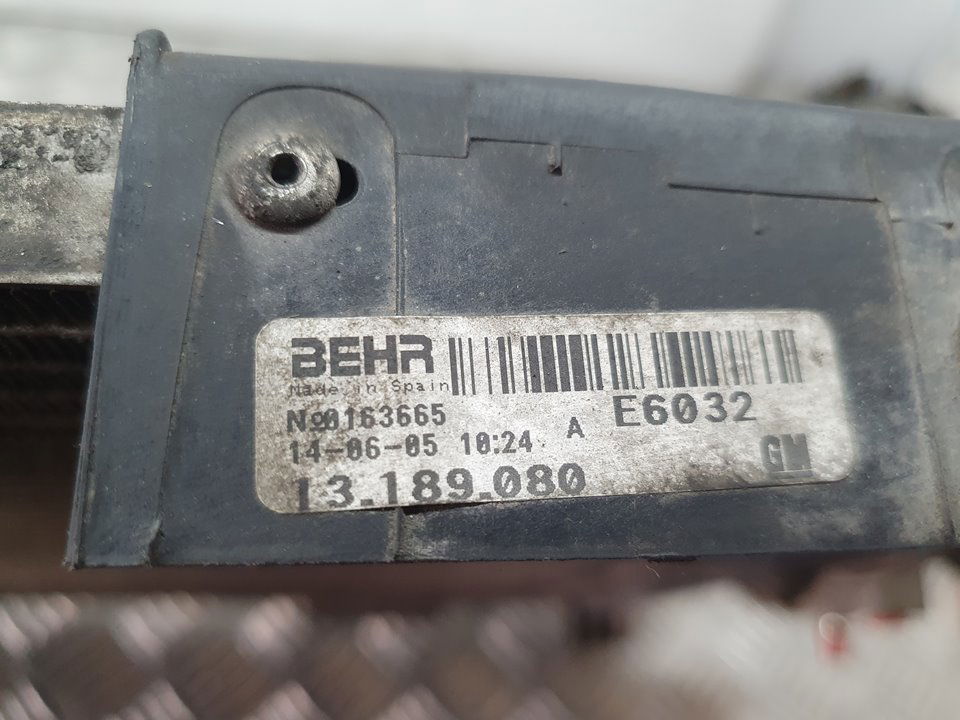 BEHR
Made in Spain
Nº0163665
E6032
14-06-05 10:24 A
13.189.080
GM